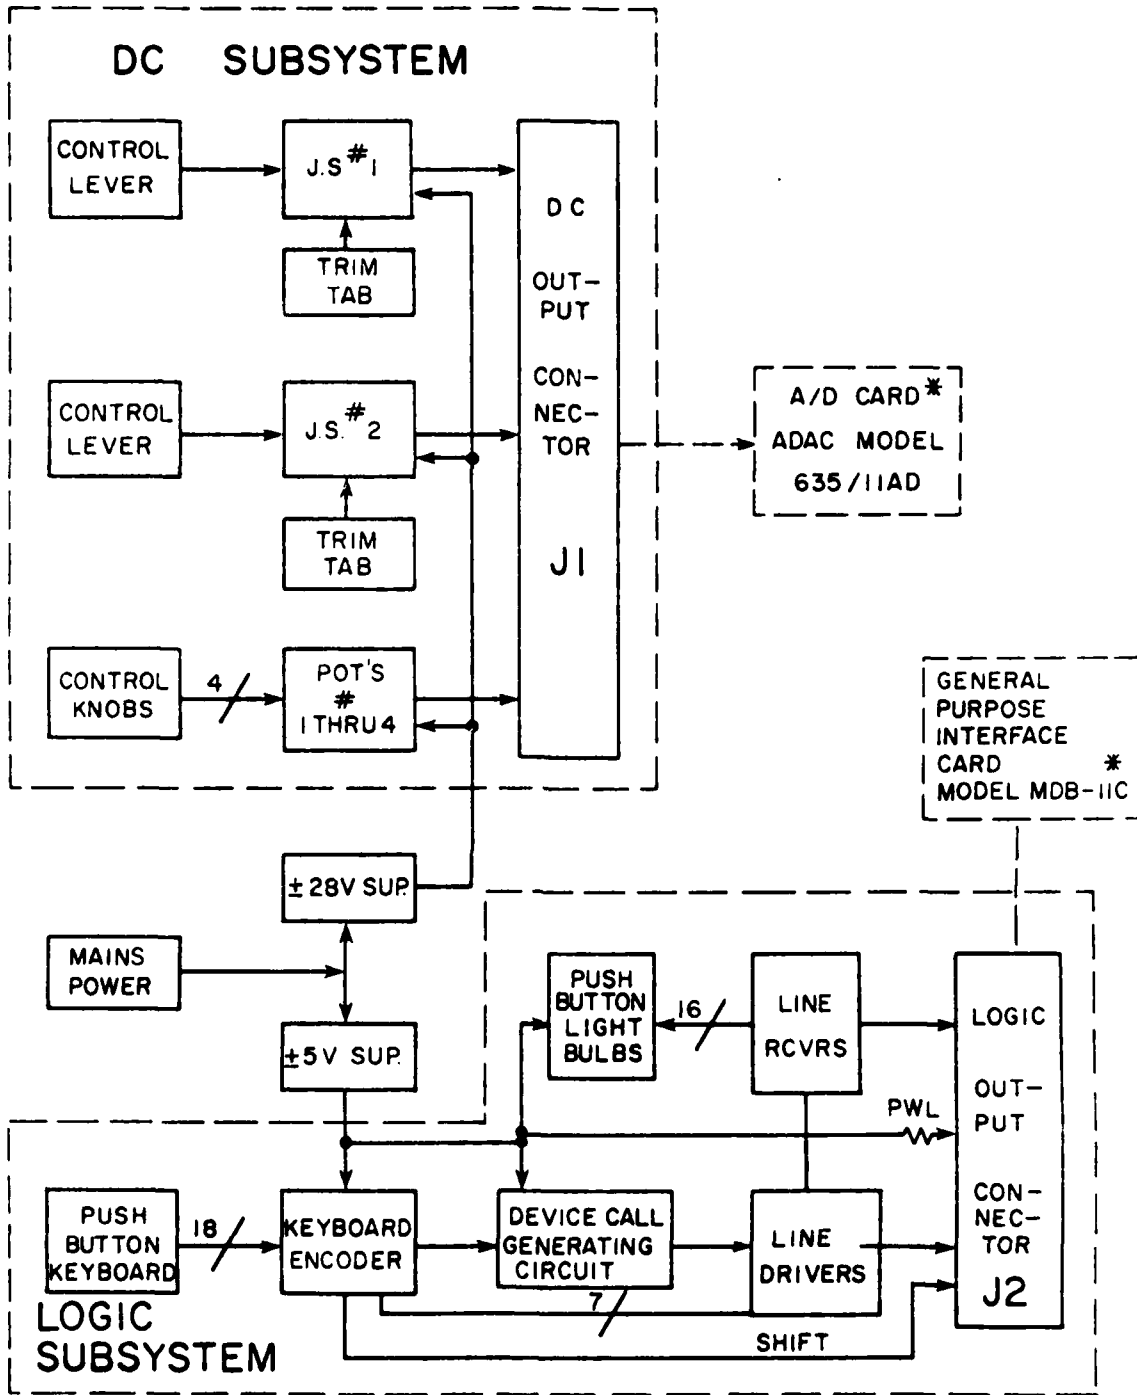 DC SUBSYSTEM
CONTROL
LEVER
J.S #1
TRIM
TAB
CONTROL
LEVER
J.S. #2
TRIM
TAB
CONTROL
KNOBS
4
POT'S
#
1 THRU 4
DC
OUT-
PUT
CON-
NEC-
TOR
J1
A/D CARD *
ADAC MODEL
635/11AD
GENERAL
PURPOSE
INTERFACE
CARD *
MODEL MDB-11C
±28V SUP.
MAINS
POWER
±5V SUP.
PUSH
BUTTON
LIGHT
BULBS
16
LINE
RCVRS
PWL
LOGIC
OUT-
PUT
CON-
NEC-
TOR
J2
PUSH
BUTTON
KEYBOARD
18
KEYBOARD
ENCODER
DEVICE CALL
GENERATING
CIRCUIT
7
LINE
DRIVERS
SHIFT
LOGIC
SUBSYSTEM